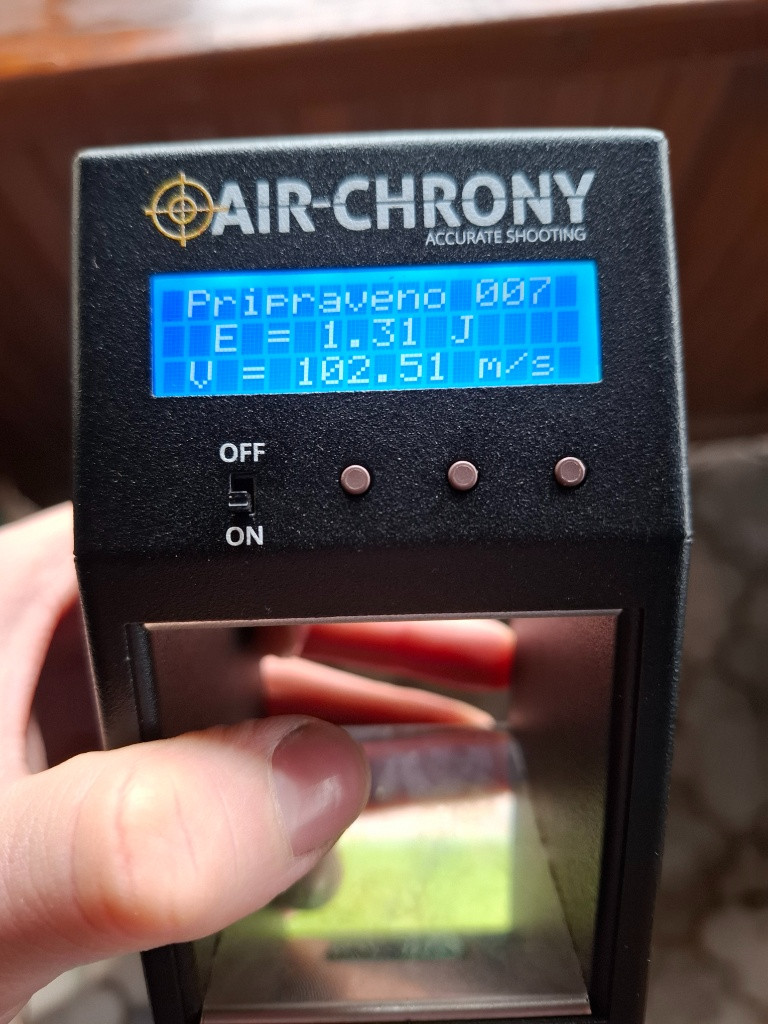 AIR-CHRONY
ACCURATE SHOOTING
Pripraveno 007
E = 1.31 J
V = 102.51 m/s
OFF
ON